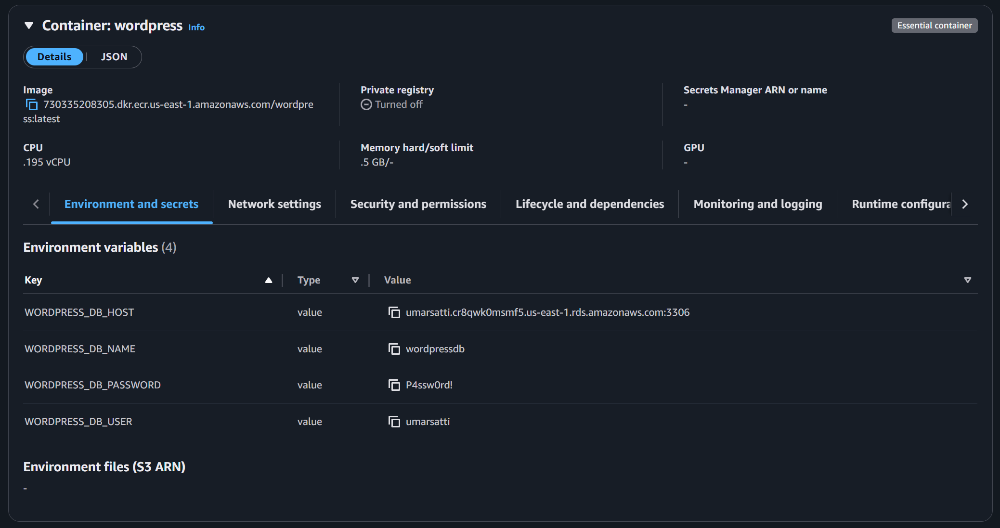 Container: wordpress Info
Essential container
Details JSON
Image
730335208305.dkr.ecr.us-east-1.amazonaws.com/wordpre
ss:latest
Private registry
Turned off
Secrets Manager ARN or name
-
CPU
.195 vCPU
Memory hard/soft limit
.5 GB/-
GPU
-
Environment and secrets Network settings Security and permissions Lifecycle and dependencies Monitoring and logging Runtime configura
Environment variables (4)
Key Type Value
WORDPRESS_DB_HOST value umarsatti.cr8qwk0msmf5.us-east-1.rds.amazonaws.com:3306
WORDPRESS_DB_NAME value wordpressdb
WORDPRESS_DB_PASSWORD value P4ssw0rd!
WORDPRESS_DB_USER value umarsatti
Environment files (S3 ARN)
-